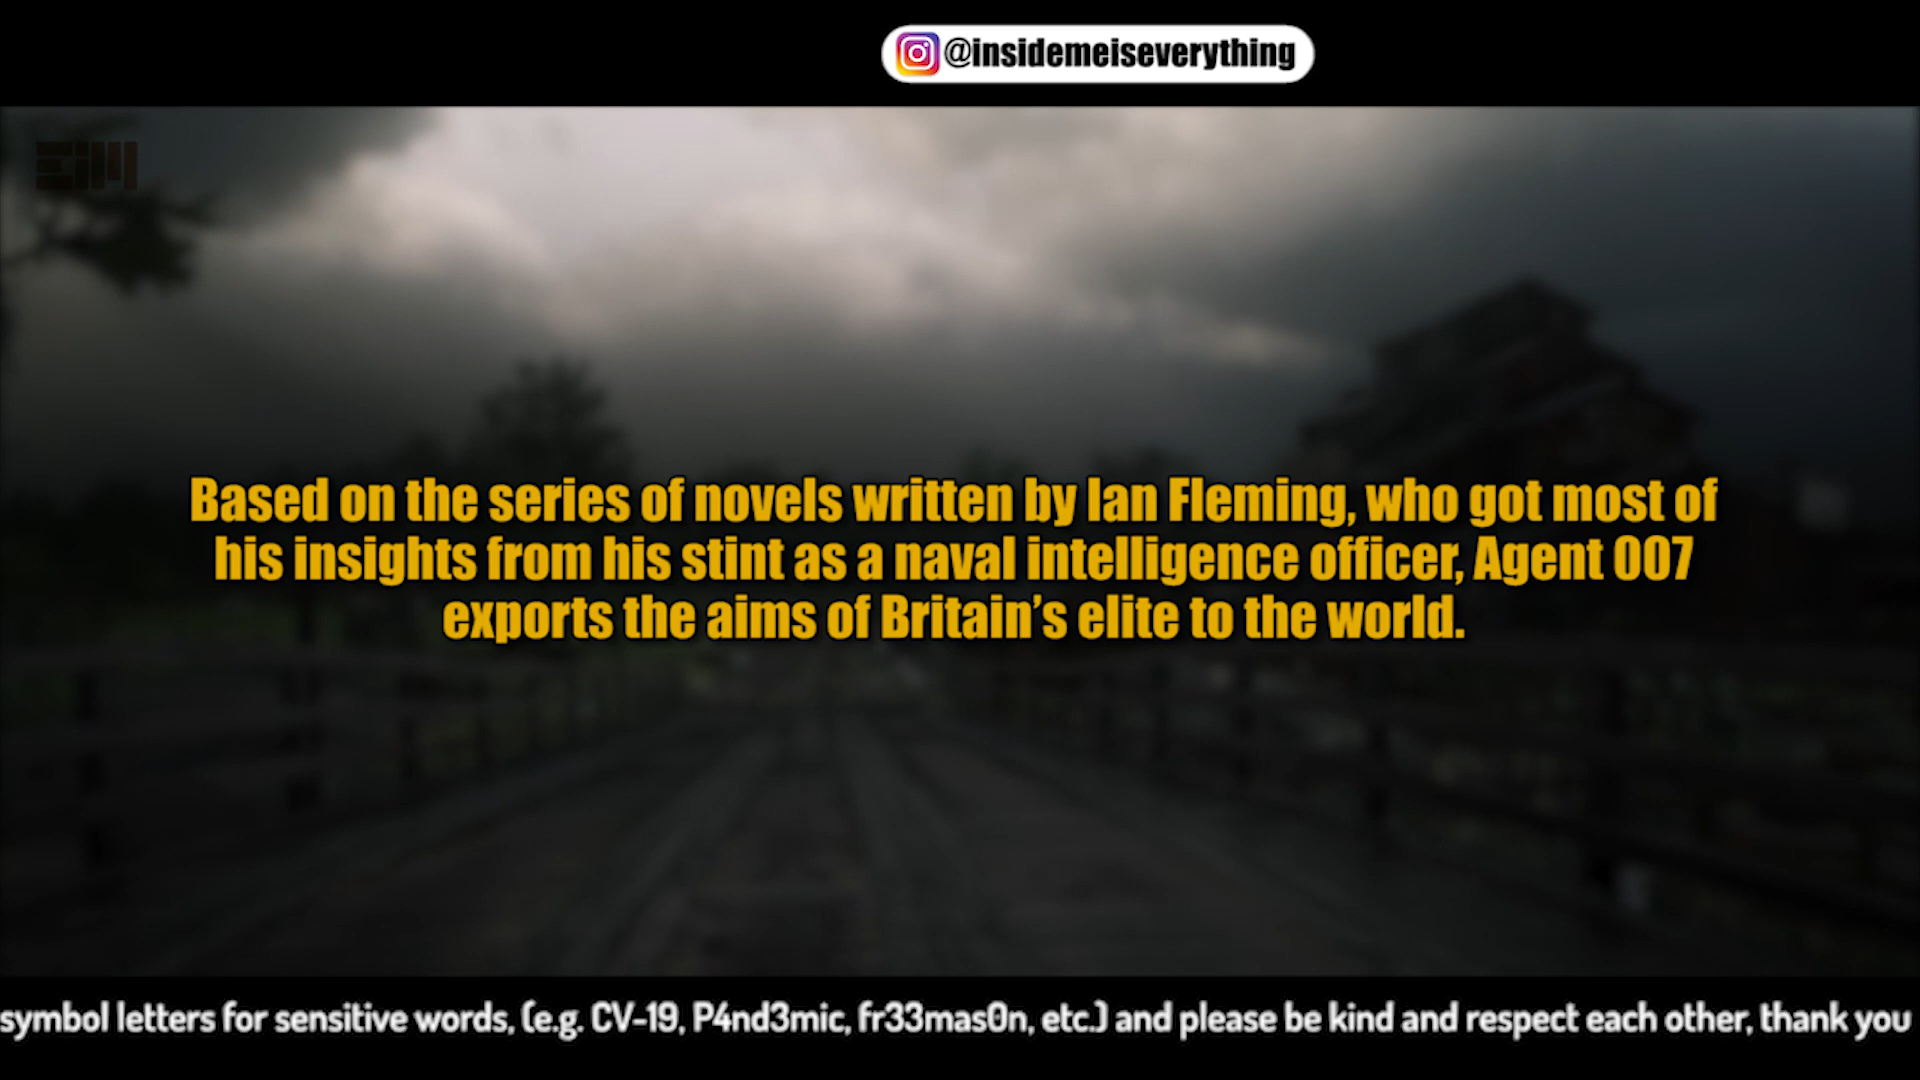 @insidemeiseverything
EIM
Based on the series of novels written by Ian Fleming, who got most of
his insights from his stint as a naval intelligence officer, Agent 007
exports the aims of Britain’s elite to the world.
symbol letters for sensitive words, (e.g. CV-19, P4nd3mic, fr33mas0n, etc.) and please be kind and respect each other, thank you